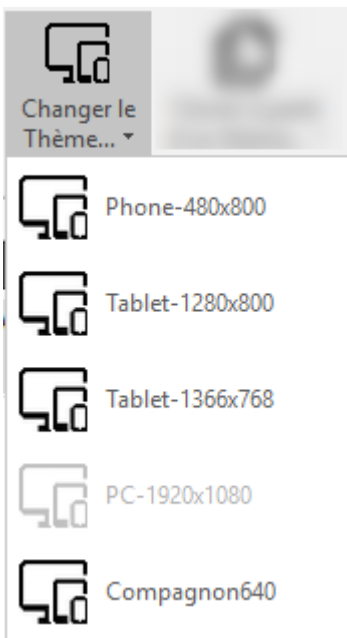 Changer le
Thème...
Phone-480x800
Tablet-1280x800
Tablet-1366x768
PC-1920x1080
Compagnon640